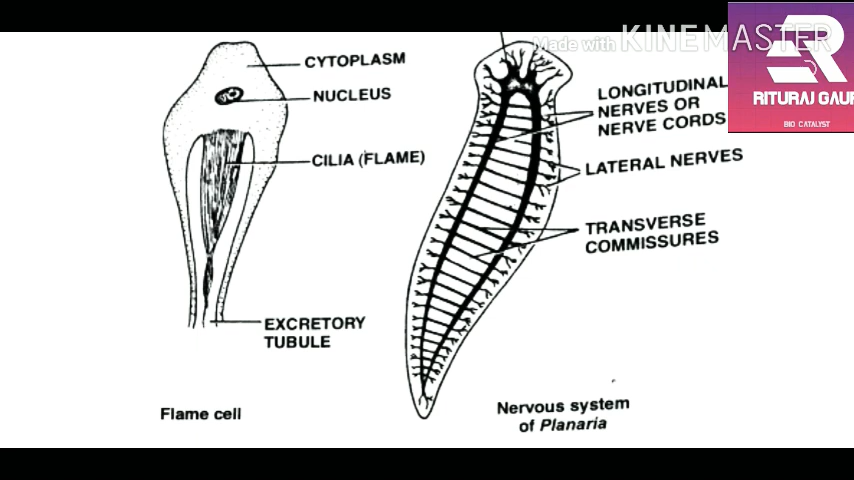 Made with KINEMASTER
RITURAJ GAUR
BIO CATALYST
CYTOPLASM
NUCLEUS
CILIA (FLAME)
EXCRETORY
TUBULE
Flame cell
LONGITUDINAL
NERVES OR
NERVE CORDS
LATERAL NERVES
TRANSVERSE
COMMISSURES
Nervous system
of Planaria